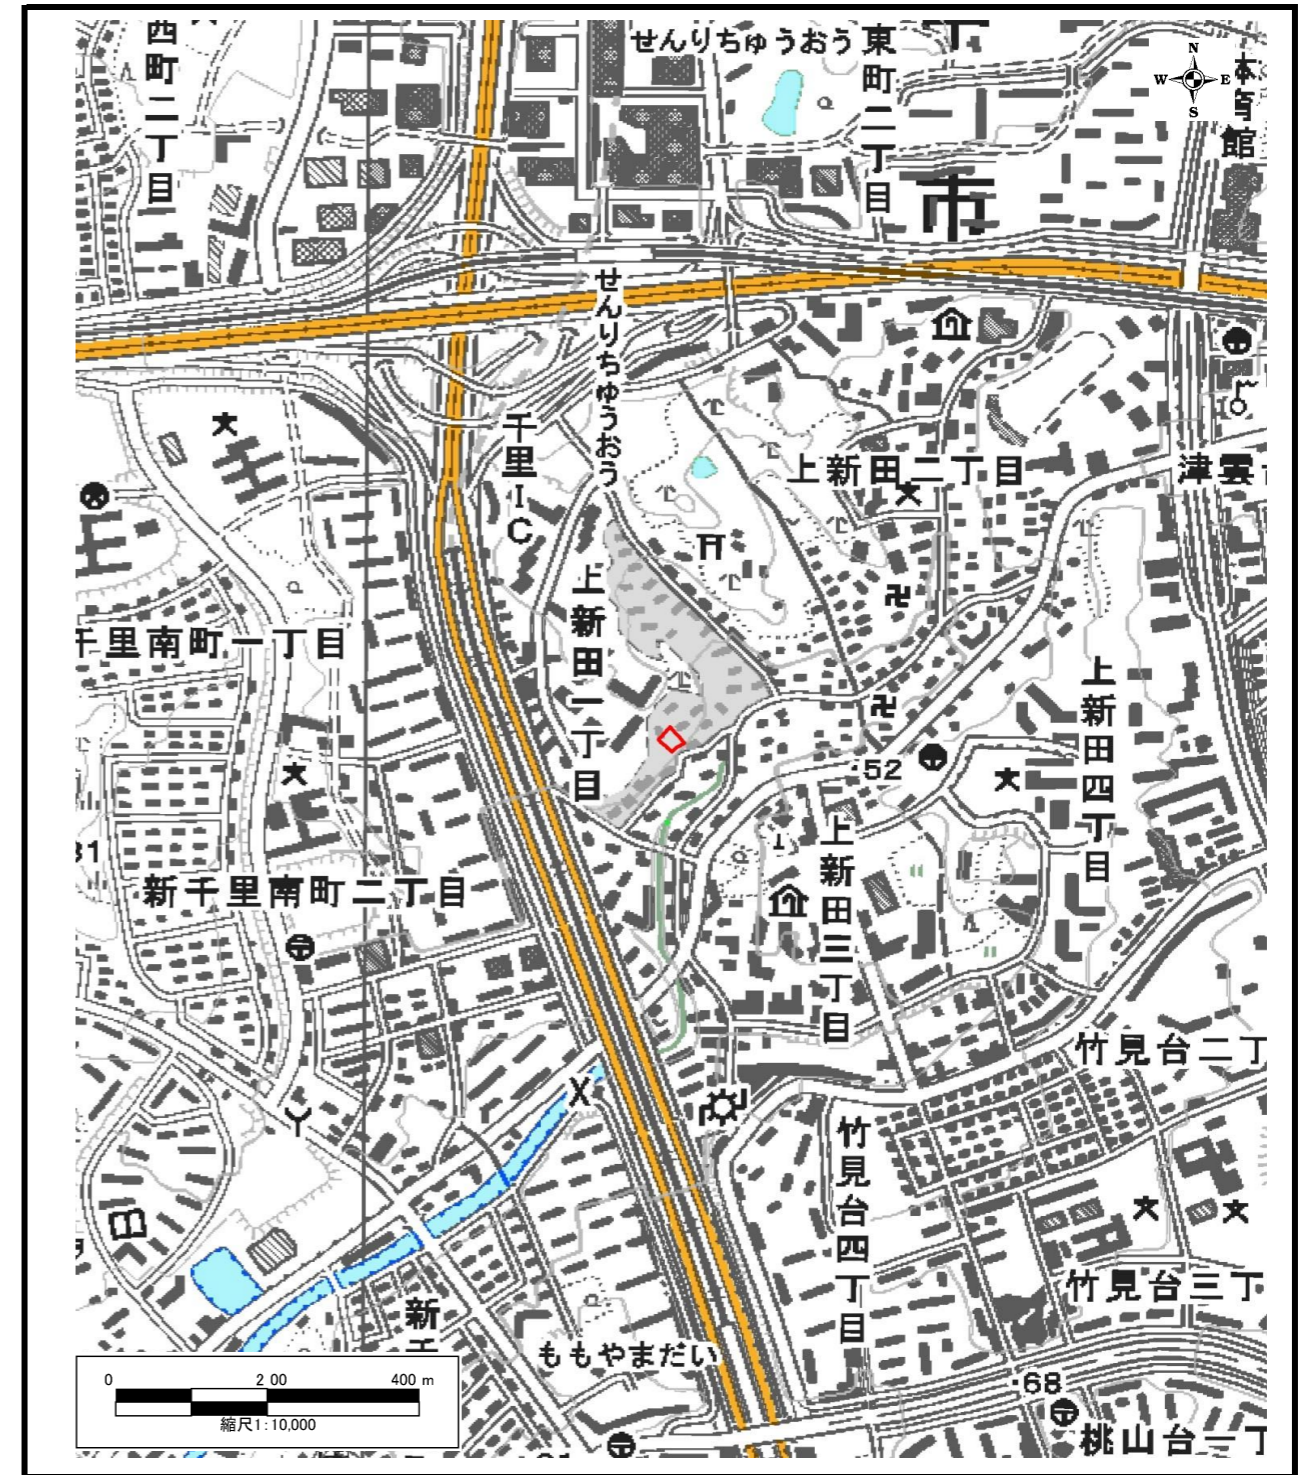 西町二丁目
せんりちゅうおう
東町二丁目
N
W E
S
館
市
せんりちゅうおう
千里IC
上新田二丁目
津雲
上新田一丁目
千里南町一丁目
上新田四丁目
52
上新田三丁目
新千里南町二丁目
竹見台二丁
竹見台四丁目
竹見台三丁
新千
ももやまだい
68
桃山台一丁
0 200 400 m
縮尺1:10,000